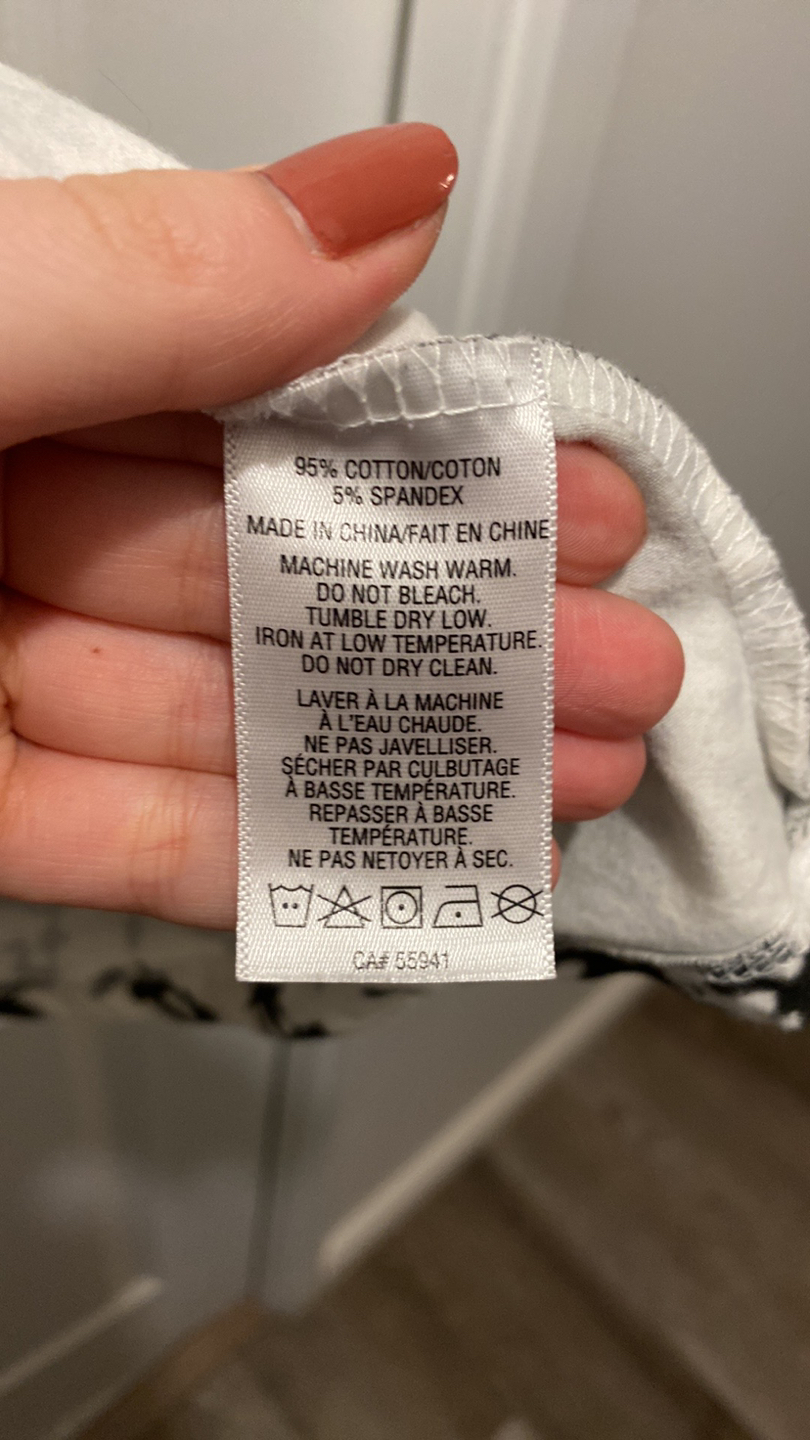 95% COTTON/COTON
5% SPANDEX
MADE IN CHINA/FAIT EN CHINE
MACHINE WASH WARM.
DO NOT BLEACH.
TUMBLE DRY LOW.
IRON AT LOW TEMPERATURE.
DO NOT DRY CLEAN.
LAVER À LA MACHINE
À L'EAU CHAUDE.
NE PAS JAVELLISER.
SÉCHER PAR CULBUTAGE
À BASSE TEMPÉRATURE.
REPASSER À BASSE
TEMPÉRATURE.
NE PAS NETOYER À SEC.
CA# 55941